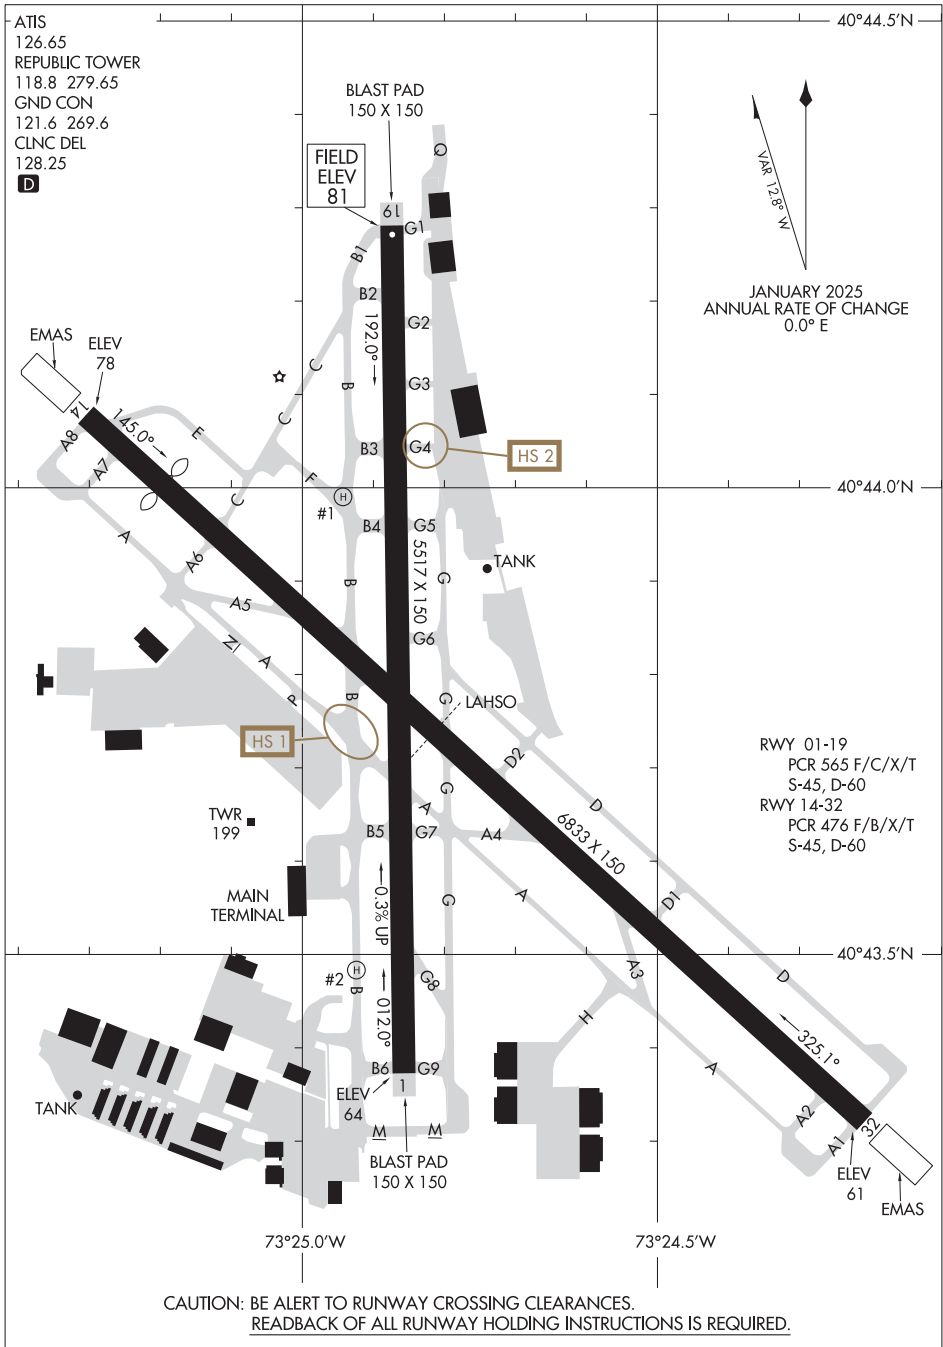 ATIS
126.65
REPUBLIC TOWER
118.8 279.65
GND CON
121.6 269.6
CLNC DEL
128.25
D
40°44.5'N
BLAST PAD
150 X 150
FIELD
ELEV
81
19
Q
G1
B1
B2
G2
VAR 12.8° W
JANUARY 2025
ANNUAL RATE OF CHANGE
0.0° E
EMAS
ELEV
78
14
145.0°
192.0°
C
C
B
G3
E
A8
A7
B3
G4
HS 2
F
C
H
#1
40°44.0'N
A
B4
G5
5517 X 150
A6
TANK
B
G
A5
Z
A
G6
P
B
G
LAHSO
HS 1
D2
RWY 01-19
PCR 565 F/C/X/T
S-45, D-60
RWY 14-32
PCR 476 F/B/X/T
S-45, D-60
G
A
D
TWR
199
B5
G7
A4
6833 X 150
MAIN
TERMINAL
0.3% UP
G
A
D1
40°43.5'N
#2
H
B
G8
A3
D
012.0°
H
325.1°
B6
G9
A
ELEV
64
1
TANK
A2
A1
32
M
M
BLAST PAD
150 X 150
ELEV
61
EMAS
73°25.0'W
73°24.5'W
CAUTION: BE ALERT TO RUNWAY CROSSING CLEARANCES.
READBACK OF ALL RUNWAY HOLDING INSTRUCTIONS IS REQUIRED.